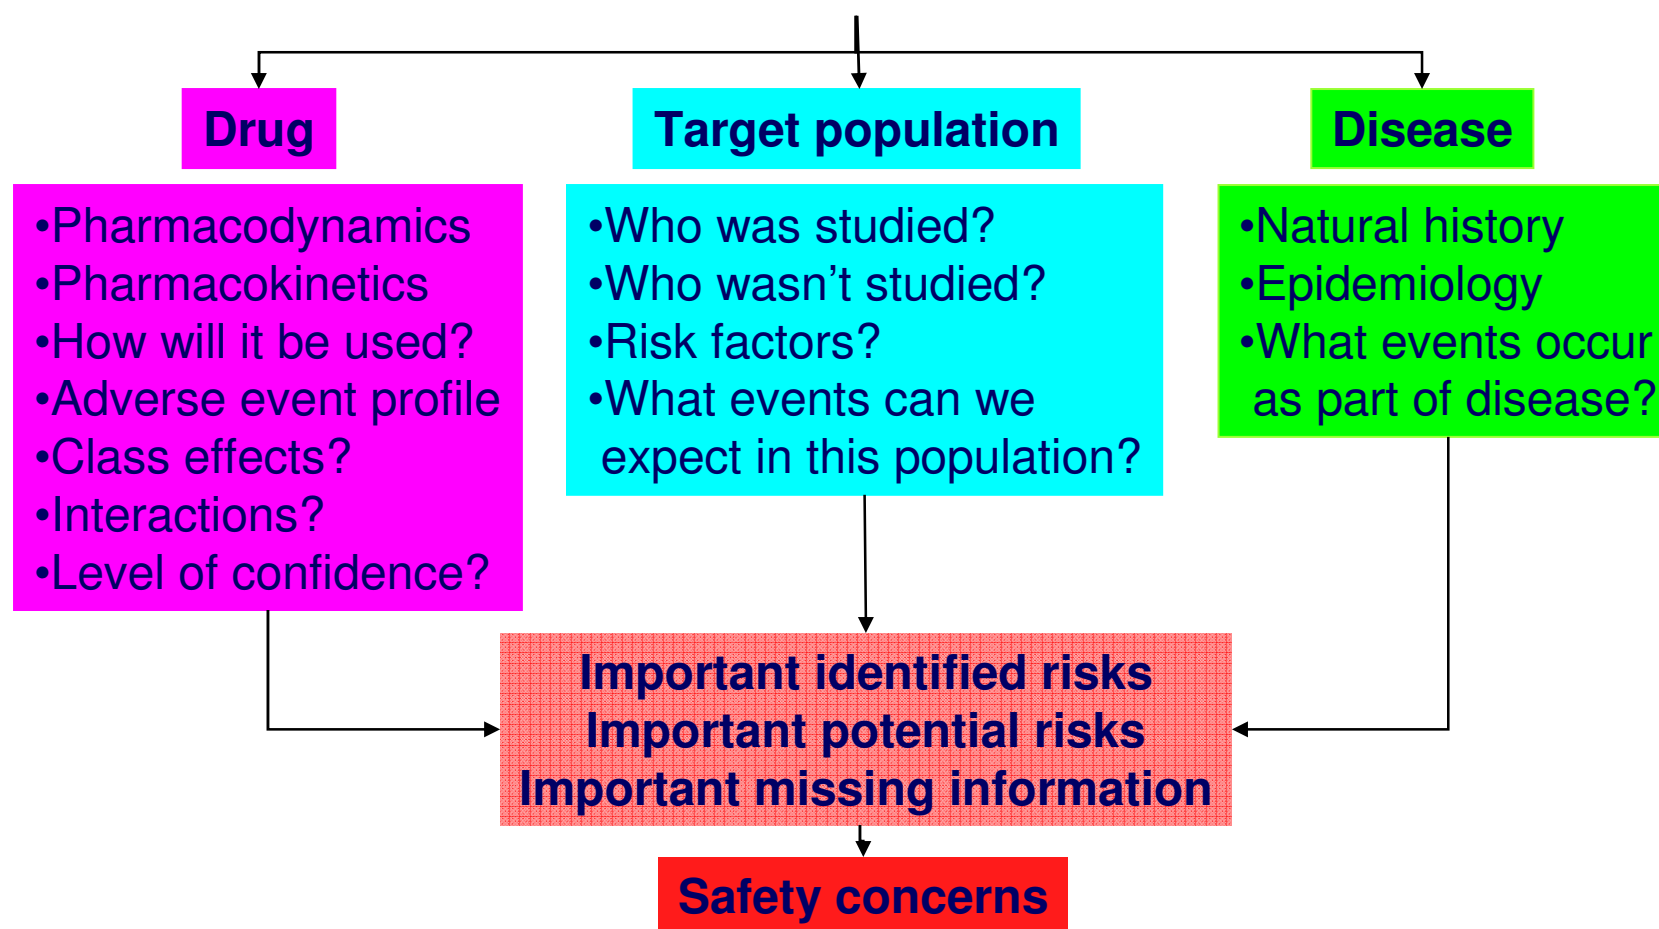 Drug
•Pharmacodynamics
•Pharmacokinetics
•How will it be used?
•Adverse event profile
•Class effects?
•Interactions?
•Level of confidence?
Target population
•Who was studied?
•Who wasn’t studied?
•Risk factors?
•What events can we
expect in this population?
Disease
•Natural history
•Epidemiology
•What events occur
as part of disease?
Important identified risks
Important potential risks
Important missing information
Safety concerns